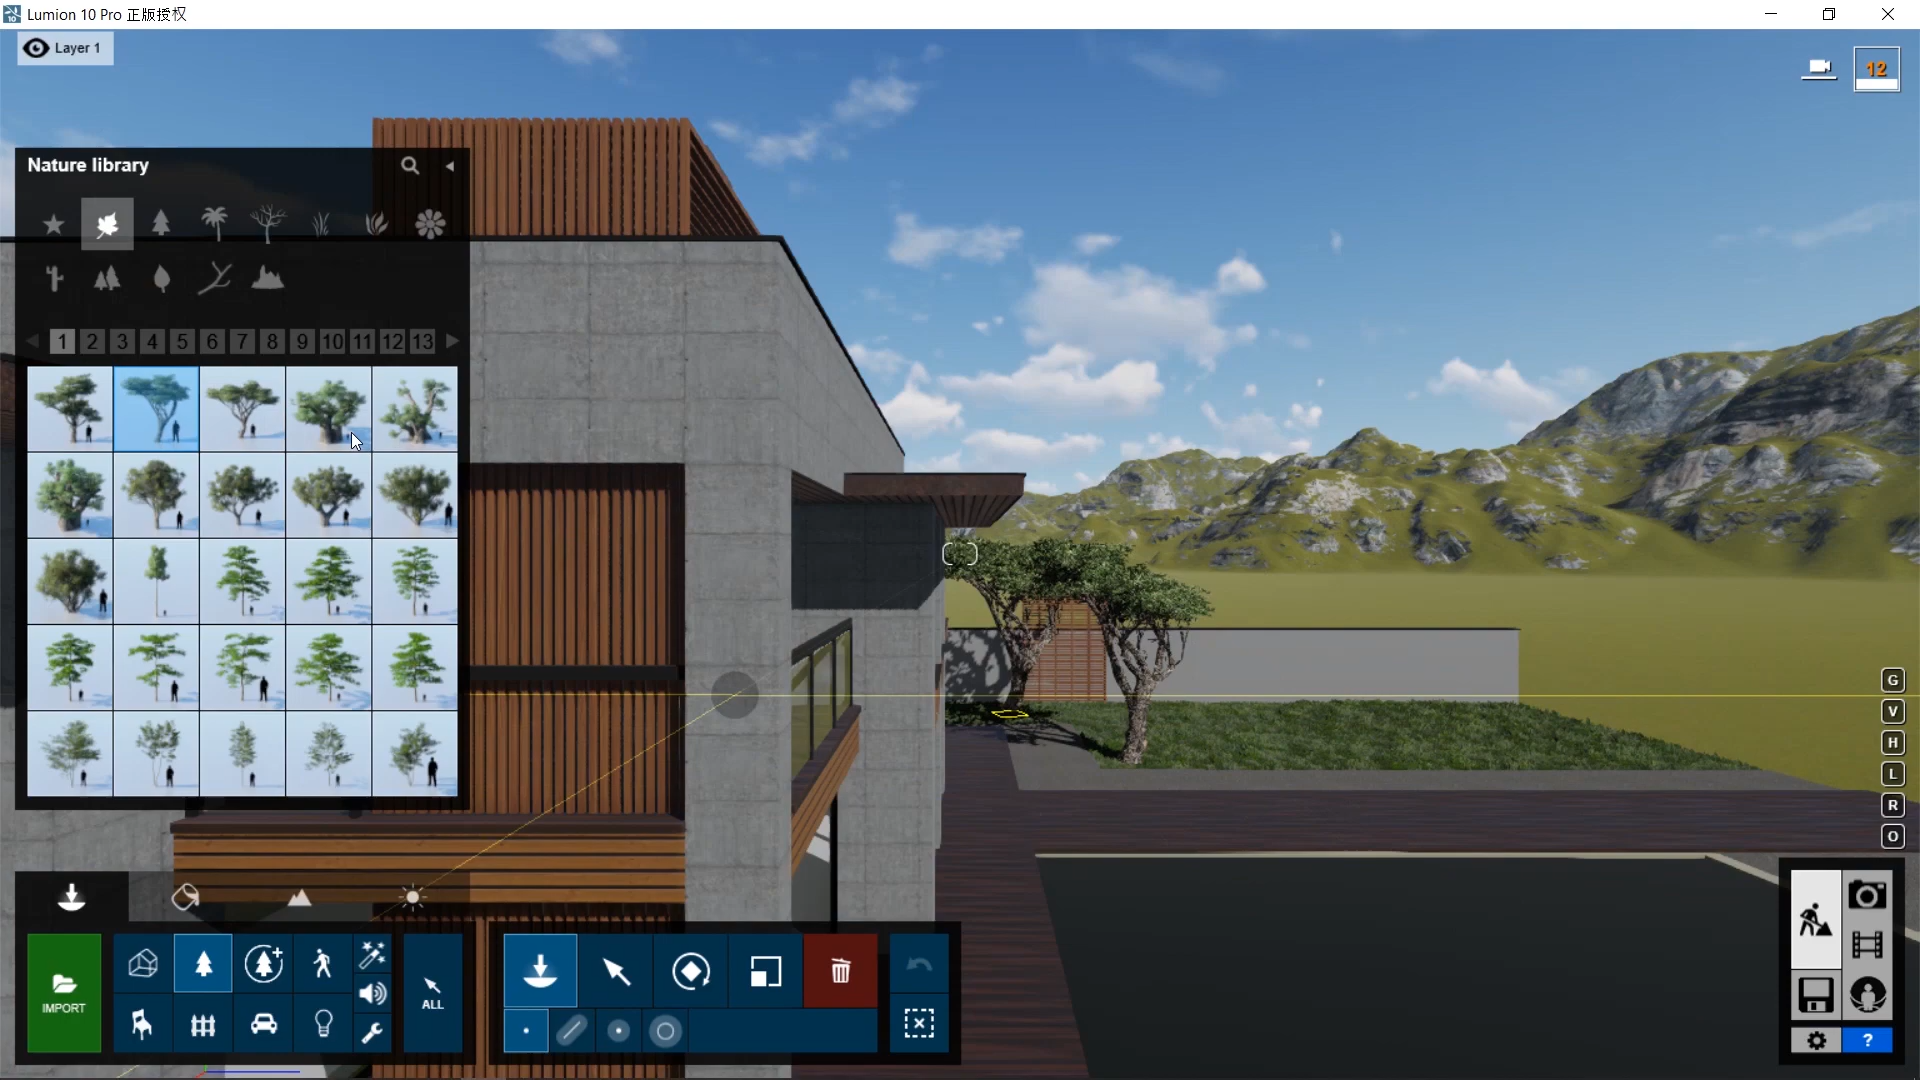 Lumion 10 Pro 正版授权
Layer 1
12
Nature library
1 2 3 4 5 6 7 8 9 10 11 12 13
G
V
H
L
R
O
IMPORT
ALL
?